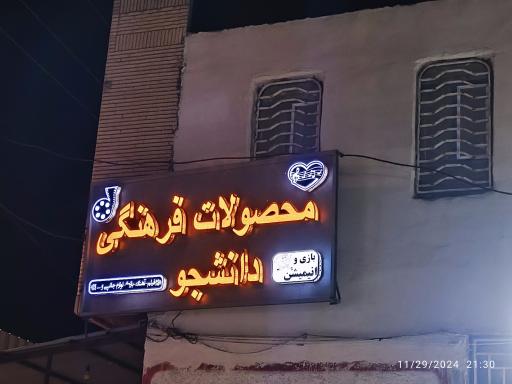 محصولات فرهنگی
دانشجو
بازی و
انیمیشن
11/29/2024 21:30